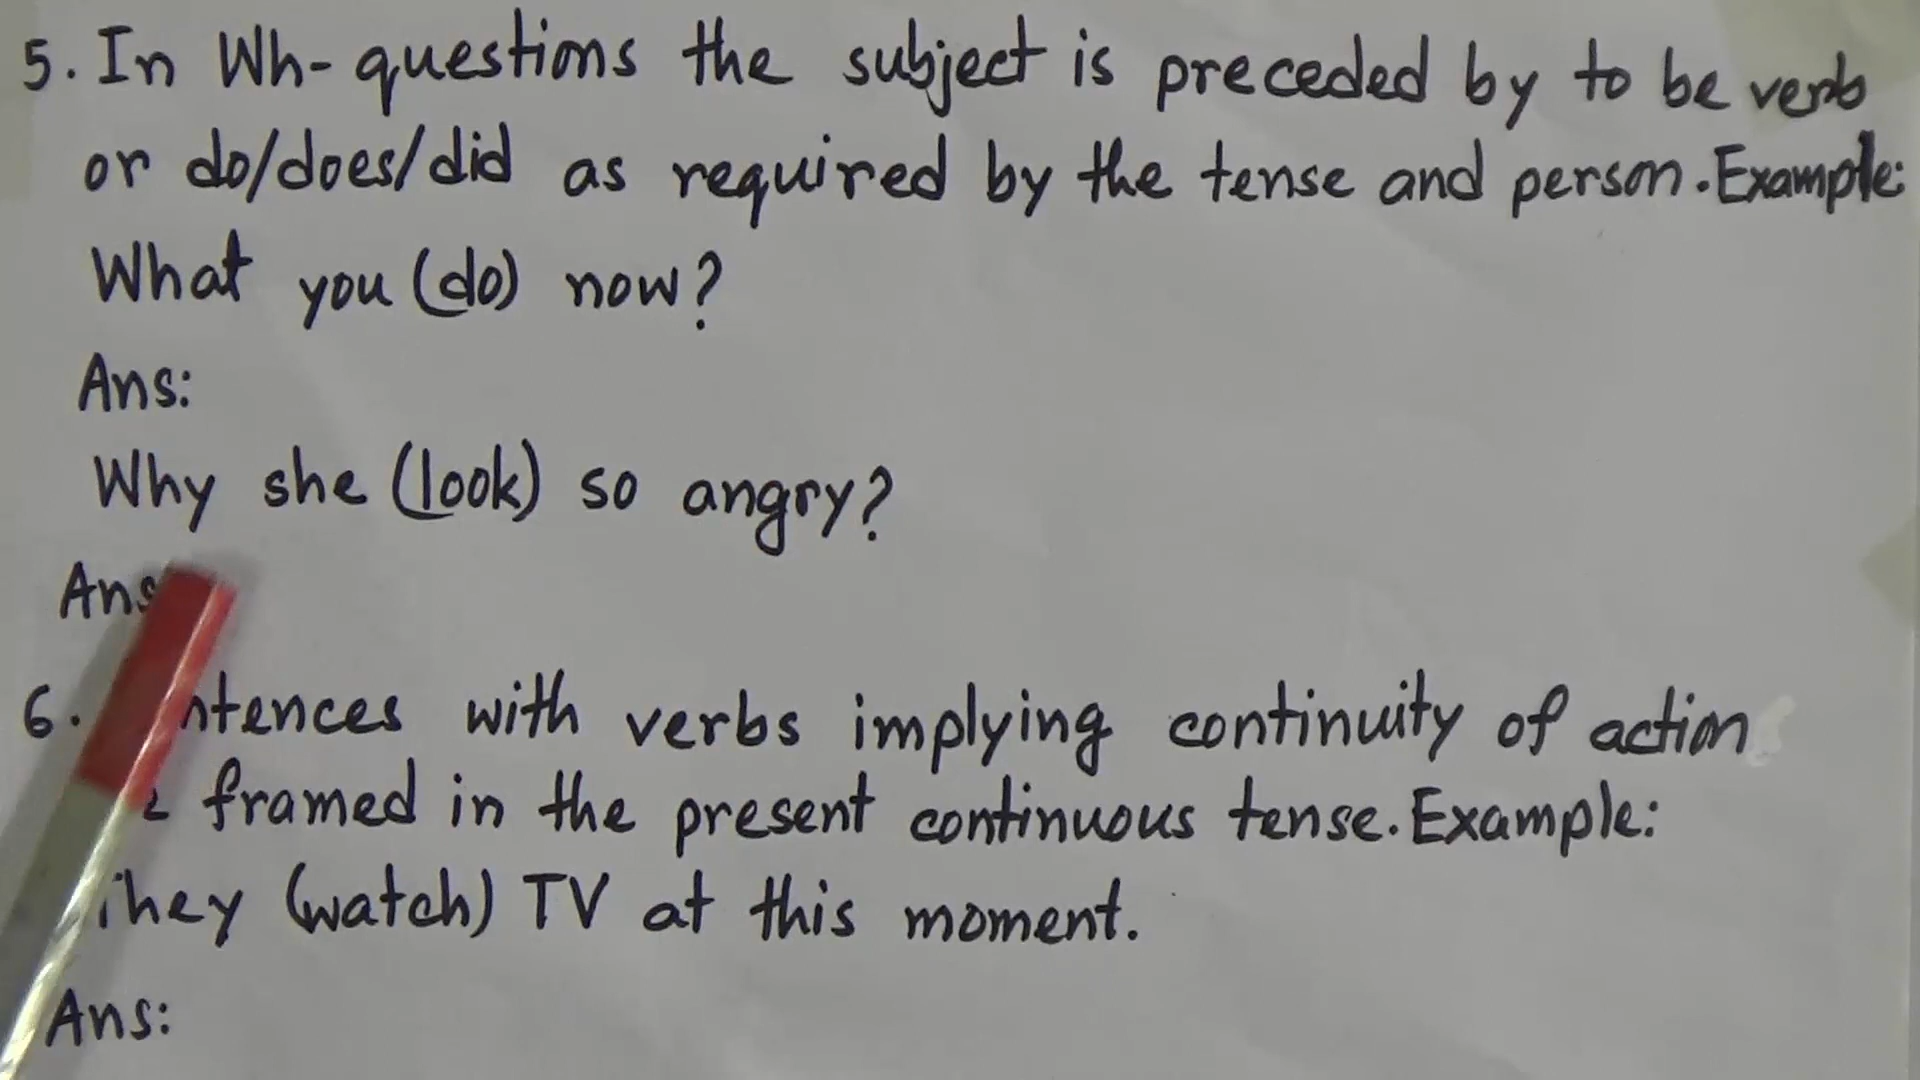 5. In Wh-questions the subject is preceded by to be verb
or do/does/did as required by the tense and person. Example:
What you (do) now?
Ans:
Why she (look) so angry?
Ans
6. with verbs implying continuity of action
framed in the present continuous tense. Example:
They (watch) TV at this moment.
Ans: